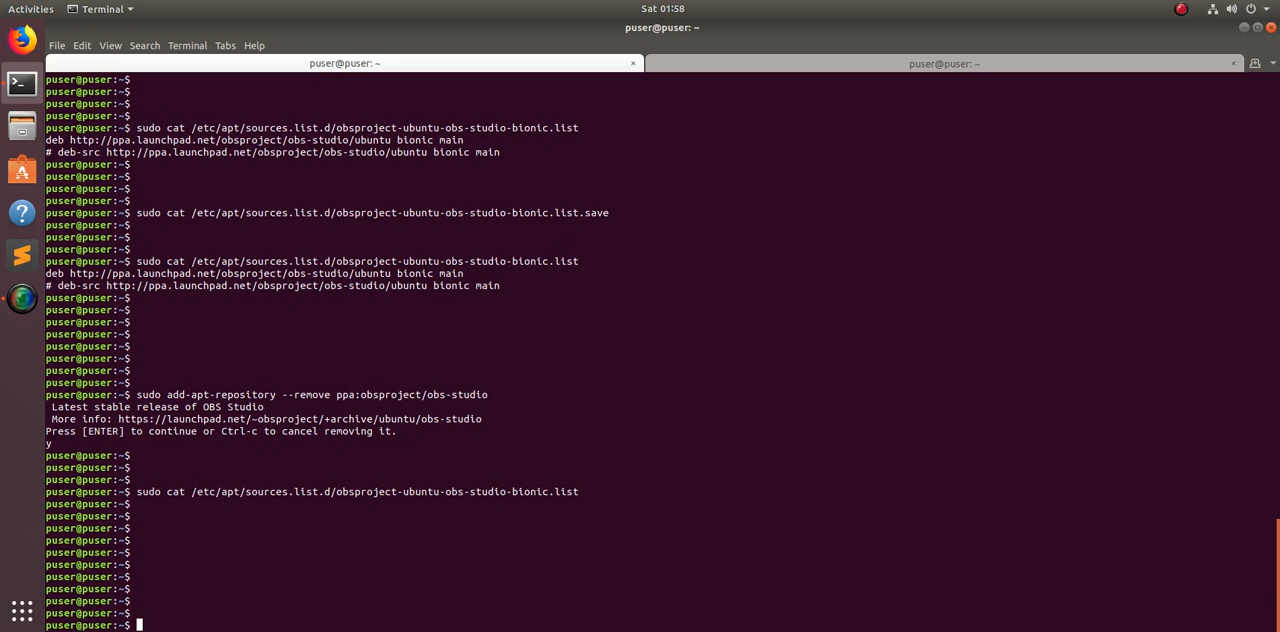 Activities
Terminal
Sat 01:58
puser@puser: ~
File Edit View Search Terminal Tabs Help
puser@puser: ~ ×
puser@puser: ~ ×
puser@puser:~$
puser@puser:~$
puser@puser:~$
puser@puser:~$
puser@puser:~$ sudo cat /etc/apt/sources.list.d/obsproject-ubuntu-obs-studio-bionic.list
deb http://ppa.launchpad.net/obsproject/obs-studio/ubuntu bionic main
# deb-src http://ppa.launchpad.net/obsproject/obs-studio/ubuntu bionic main
puser@puser:~$
puser@puser:~$
puser@puser:~$
puser@puser:~$
puser@puser:~$ sudo cat /etc/apt/sources.list.d/obsproject-ubuntu-obs-studio-bionic.list.save
puser@puser:~$
puser@puser:~$
puser@puser:~$
puser@puser:~$ sudo cat /etc/apt/sources.list.d/obsproject-ubuntu-obs-studio-bionic.list
deb http://ppa.launchpad.net/obsproject/obs-studio/ubuntu bionic main
# deb-src http://ppa.launchpad.net/obsproject/obs-studio/ubuntu bionic main
puser@puser:~$
puser@puser:~$
puser@puser:~$
puser@puser:~$
puser@puser:~$
puser@puser:~$
puser@puser:~$
puser@puser:~$
puser@puser:~$ sudo add-apt-repository --remove ppa:obsproject/obs-studio
Latest stable release of OBS Studio
More info: https://launchpad.net/~obsproject/+archive/ubuntu/obs-studio
Press [ENTER] to continue or Ctrl-c to cancel removing it.
y
puser@puser:~$
puser@puser:~$
puser@puser:~$
puser@puser:~$ sudo cat /etc/apt/sources.list.d/obsproject-ubuntu-obs-studio-bionic.list
puser@puser:~$
puser@puser:~$
puser@puser:~$
puser@puser:~$
puser@puser:~$
puser@puser:~$
puser@puser:~$
puser@puser:~$
puser@puser:~$
puser@puser:~$
puser@puser:~$